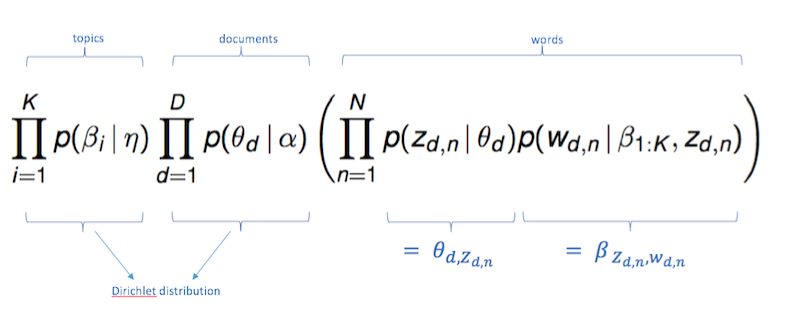 topics documents words
K D N
∏ p(β_i | η) ∏ p(θ_d | α) ( ∏ p(z_{d,n} | θ_d)p(w_{d,n} | β_{1:K}, z_{d,n}) )
i=1 d=1 n=1
= θ_{d,Z_{d,n}} = β_{Z_{d,n},w_{d,n}}
Dirichlet distribution